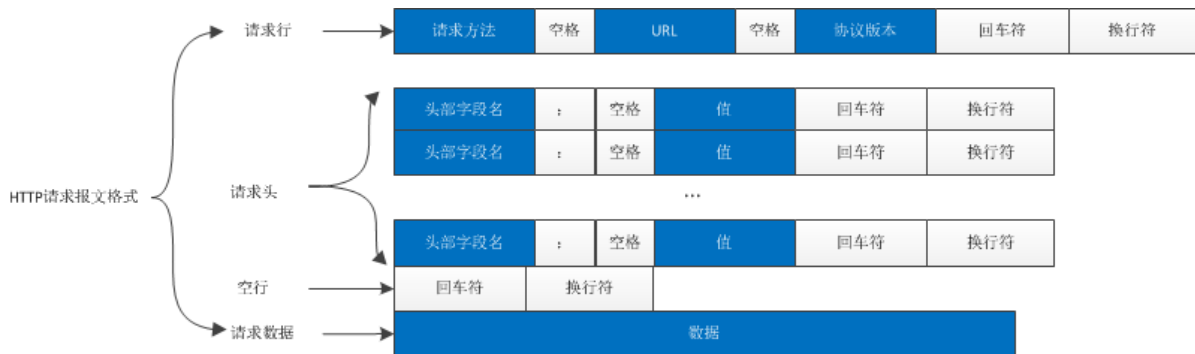 请求行 请求方法 空格 URL 空格 协议版本 回车符 换行符
头部字段名 : 空格 值 回车符 换行符
头部字段名 : 空格 值 回车符 换行符
HTTP请求报文格式
请求头
...
头部字段名 : 空格 值 回车符 换行符
空行 回车符 换行符
请求数据 数据